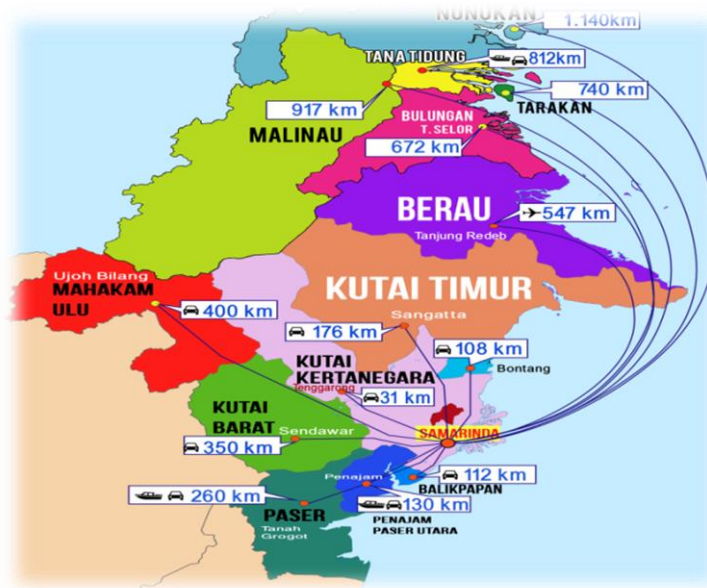 NUNUKAN
1.140km
TANA TIDUNG
812km
917 km
740 km
TARAKAN
MALINAU
BULUNGAN
T. SELOR
672 km
BERAU
547 km
Tanjung Redeb
Ujoh Bilang
MAHAKAM
ULU
400 km
KUTAI TIMUR
Sangatta
176 km
108 km
Bontang
KUTAI
KERTANEGARA
Tenggarong
31 km
KUTAI
BARAT
Sendawar
350 km
SAMARINDA
112 km
BALIKPAPAN
Penajam
260 km
130 km
PASER
Tanah
Grogot
PENAJAM
PASER UTARA